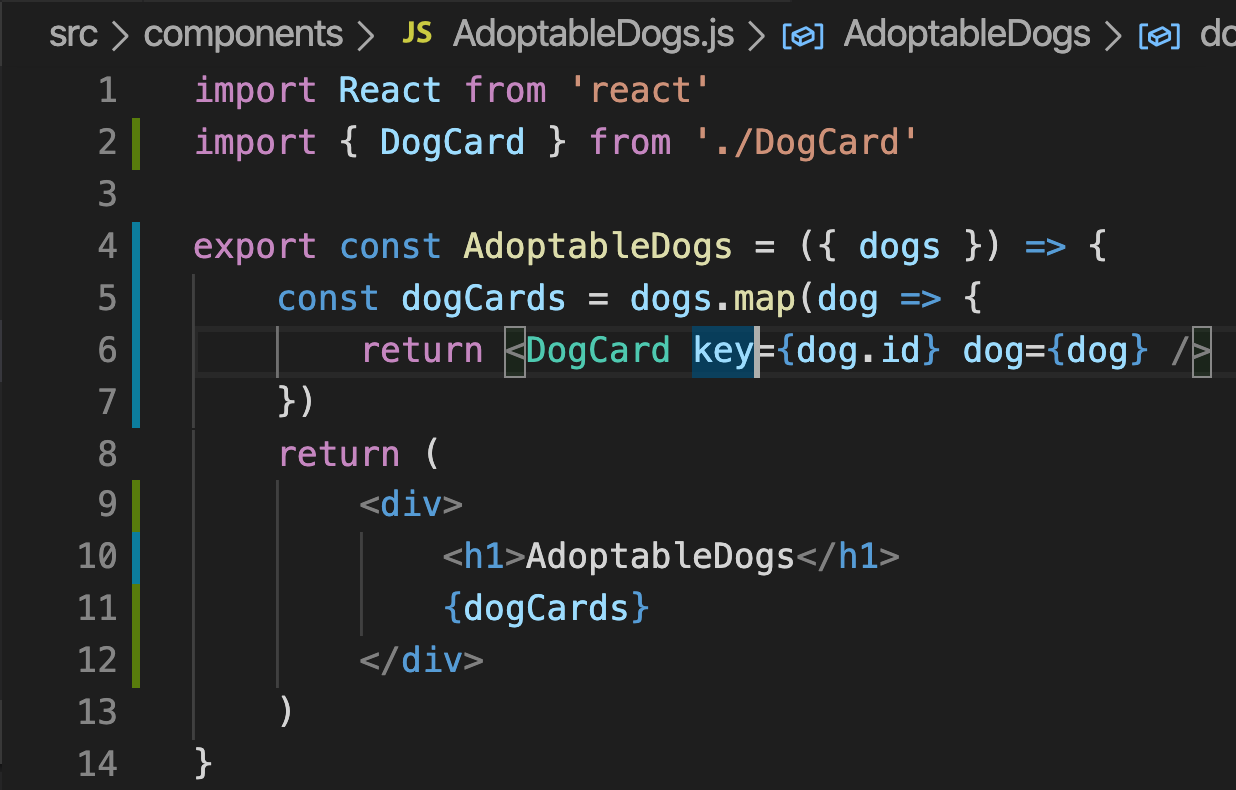 src > components > JS AdoptableDogs.js > AdoptableDogs > do
1 import React from 'react'
2 import { DogCard } from './DogCard'
3
4 export const AdoptableDogs = ({ dogs }) => {
5     const dogCards = dogs.map(dog => {
6         return <DogCard key={dog.id} dog={dog} />
7     })
8     return (
9         <div>
10             <h1>AdoptableDogs</h1>
11             {dogCards}
12         </div>
13     )
14 }